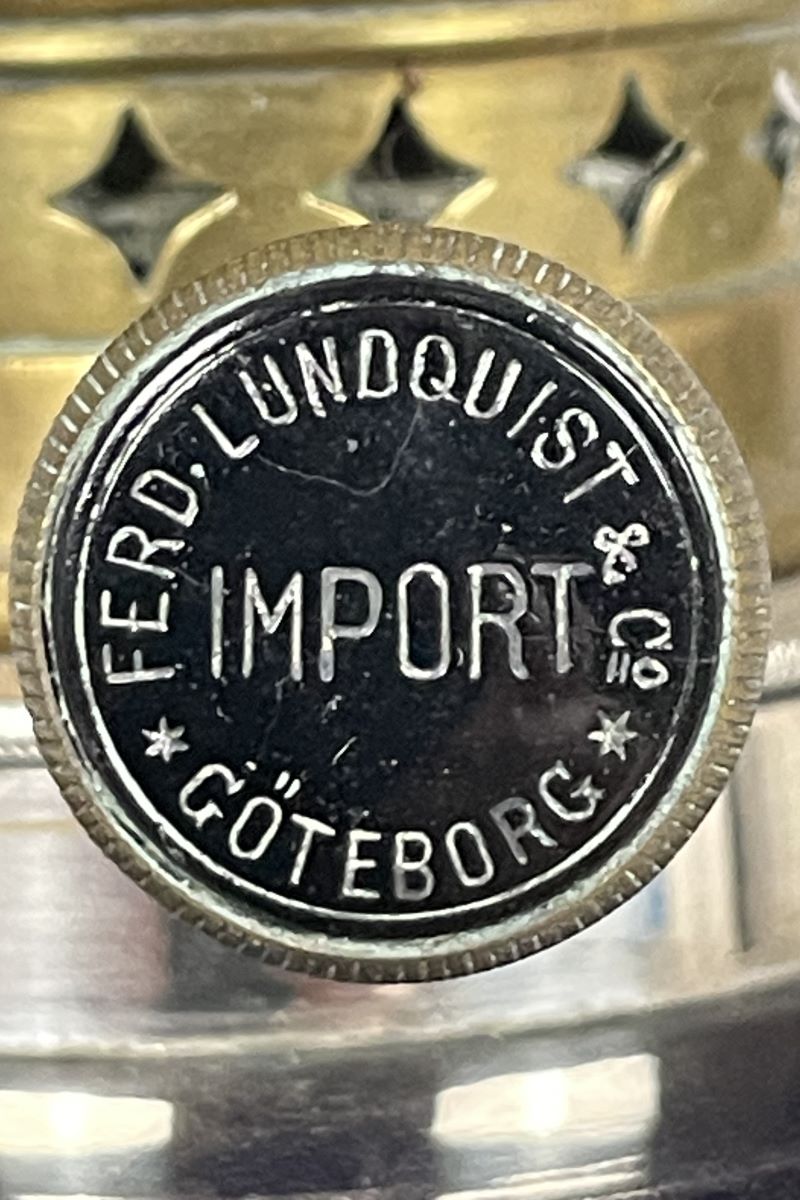 FERD. LUNDQUIST & Co
IMPORT
* GÖTEBORG *